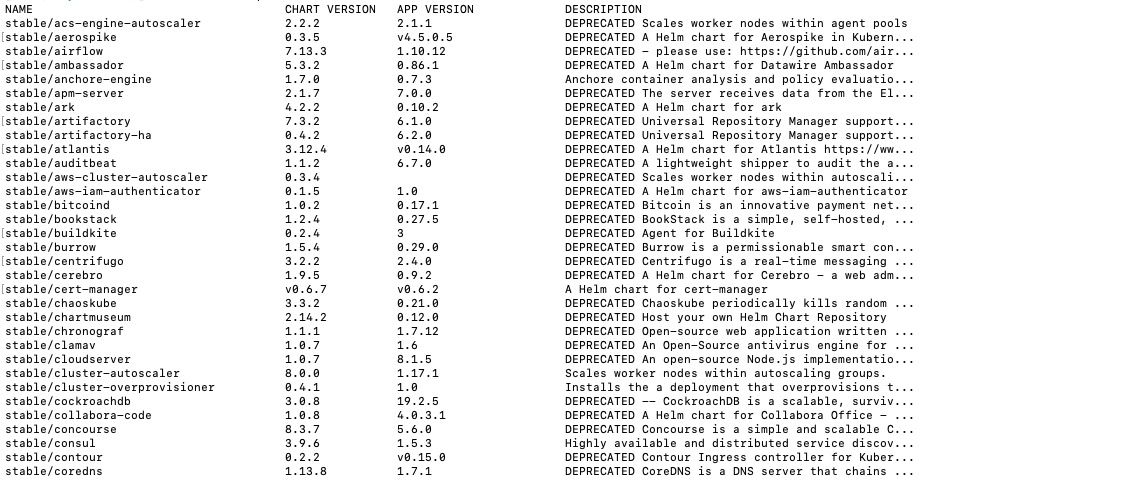 NAME CHART VERSION APP VERSION DESCRIPTION
stable/acs-engine-autoscaler 2.2.2 2.1.1 DEPRECATED Scales worker nodes within agent pools
stable/aerospike 0.3.5 v4.5.0.5 DEPRECATED A Helm chart for Aerospike in Kubern...
stable/airflow 7.13.3 1.10.12 DEPRECATED - please use: https://github.com/air...
stable/ambassador 5.3.2 0.86.1 DEPRECATED A Helm chart for Datawire Ambassador
stable/anchore-engine 1.7.0 0.7.3 Anchore container analysis and policy evaluatio...
stable/apm-server 2.1.7 7.0.0 DEPRECATED The server receives data from the El...
stable/ark 4.2.2 0.10.2 DEPRECATED A Helm chart for ark
stable/artifactory 7.3.2 6.1.0 DEPRECATED Universal Repository Manager support...
stable/artifactory-ha 0.4.2 6.2.0 DEPRECATED Universal Repository Manager support...
stable/atlantis 3.12.4 v0.14.0 DEPRECATED A Helm chart for Atlantis https://ww...
stable/auditbeat 1.1.2 6.7.0 DEPRECATED A lightweight shipper to audit the a...
stable/aws-cluster-autoscaler 0.3.4 DEPRECATED Scales worker nodes within autoscali...
stable/aws-iam-authenticator 0.1.5 1.0 DEPRECATED A Helm chart for aws-iam-authenticator
stable/bitcoind 1.0.2 0.17.1 DEPRECATED Bitcoin is an innovative payment net...
stable/bookstack 1.2.4 0.27.5 DEPRECATED BookStack is a simple, self-hosted, ...
stable/buildkite 0.2.4 3 DEPRECATED Agent for Buildkite
stable/burrow 1.5.4 0.29.0 DEPRECATED Burrow is a permissionable smart con...
stable/centrifugo 3.2.2 2.4.0 DEPRECATED Centrifugo is a real-time messaging ...
stable/cerebro 1.9.5 0.9.2 DEPRECATED A Helm chart for Cerebro - a web adm...
stable/cert-manager v0.6.7 v0.6.2 A Helm chart for cert-manager
stable/chaoskube 3.3.2 0.21.0 DEPRECATED Chaoskube periodically kills random ...
stable/chartmuseum 2.14.2 0.12.0 DEPRECATED Host your own Helm Chart Repository
stable/chronograf 1.1.1 1.7.12 DEPRECATED Open-source web application written ...
stable/clamav 1.0.7 1.6 DEPRECATED An Open-Source antivirus engine for ...
stable/cloudserver 1.0.7 8.1.5 DEPRECATED An open-source Node.js implementatio...
stable/cluster-autoscaler 8.0.0 1.17.1 Scales worker nodes within autoscaling groups.
stable/cluster-overprovisioner 0.4.1 1.0 Installs the a deployment that overprovisions t...
stable/cockroachdb 3.0.8 19.2.5 DEPRECATED -- CockroachDB is a scalable, surviv...
stable/collabora-code 1.0.8 4.0.3.1 DEPRECATED A Helm chart for Collabora Office - ...
stable/concourse 8.3.7 5.6.0 DEPRECATED Concourse is a simple and scalable C...
stable/consul 3.9.6 1.5.3 Highly available and distributed service discov...
stable/contour 0.2.2 v0.15.0 DEPRECATED Contour Ingress controller for Kuber...
stable/coredns 1.13.8 1.7.1 DEPRECATED CoreDNS is a DNS server that chains ...